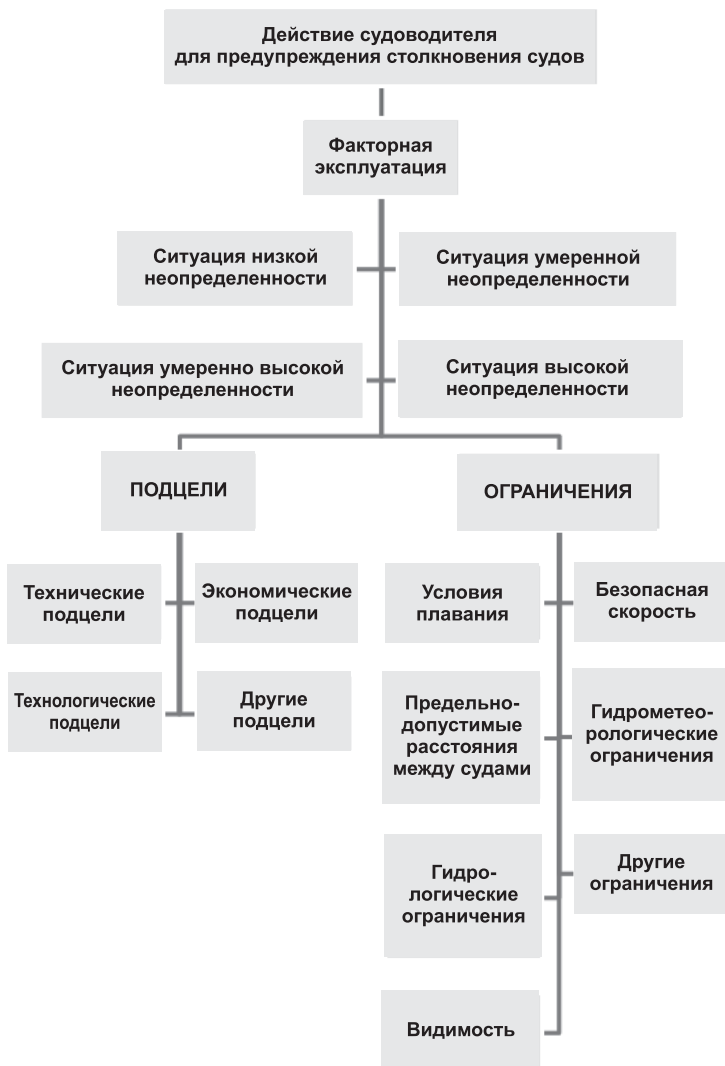 Действие судоводителя
для предупреждения столкновения судов
Факторная
эксплуатация
Ситуация низкой
неопределенности
Ситуация умеренной
неопределенности
Ситуация умеренно высокой
неопределенности
Ситуация высокой
неопределенности
ПОДЦЕЛИ
ОГРАНИЧЕНИЯ
Технические
подцели
Экономические
подцели
Условия
плавания
Безопасная
скорость
Технологические
подцели
Другие
подцели
Предельно-
допустимые
расстояния
между судами
Гидрометео-
рологические
ограничения
Гидро-
логические
ограничения
Другие
ограничения
Видимость